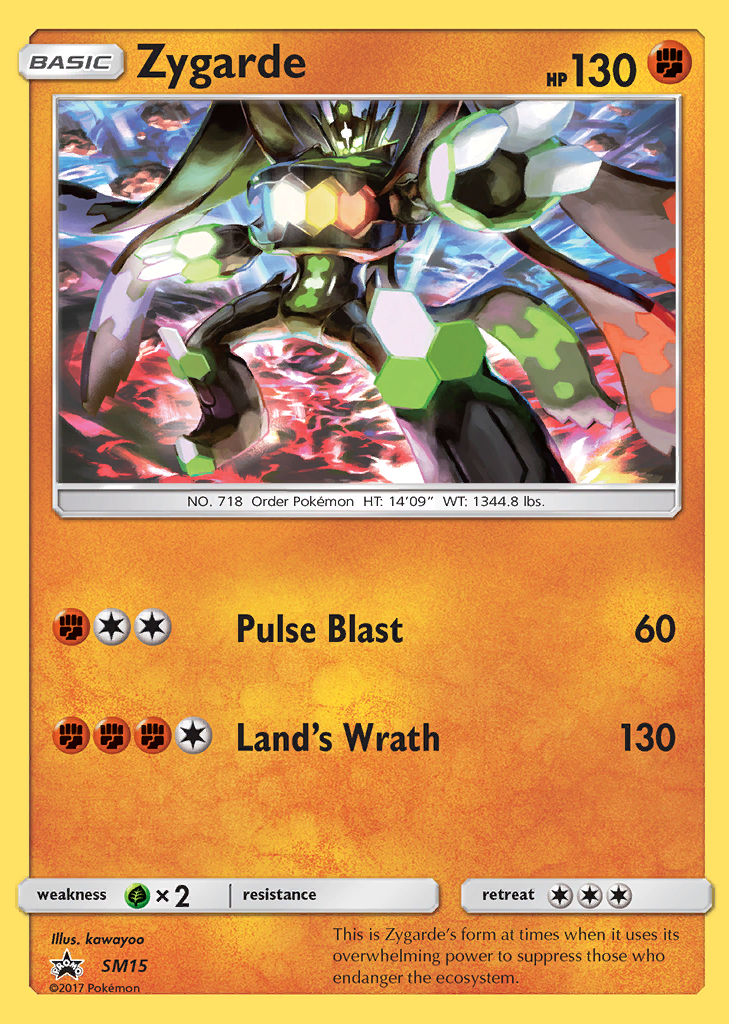 BASIC Zygarde HP 130
NO. 718 Order Pokémon HT: 14'09" WT: 1344.8 lbs.
Pulse Blast 60
Land's Wrath 130
weakness ×2 resistance retreat
Illus. kawayoo
PROMO SM15
©2017 Pokémon
This is Zygarde's form at times when it uses its
overwhelming power to suppress those who
endanger the ecosystem.